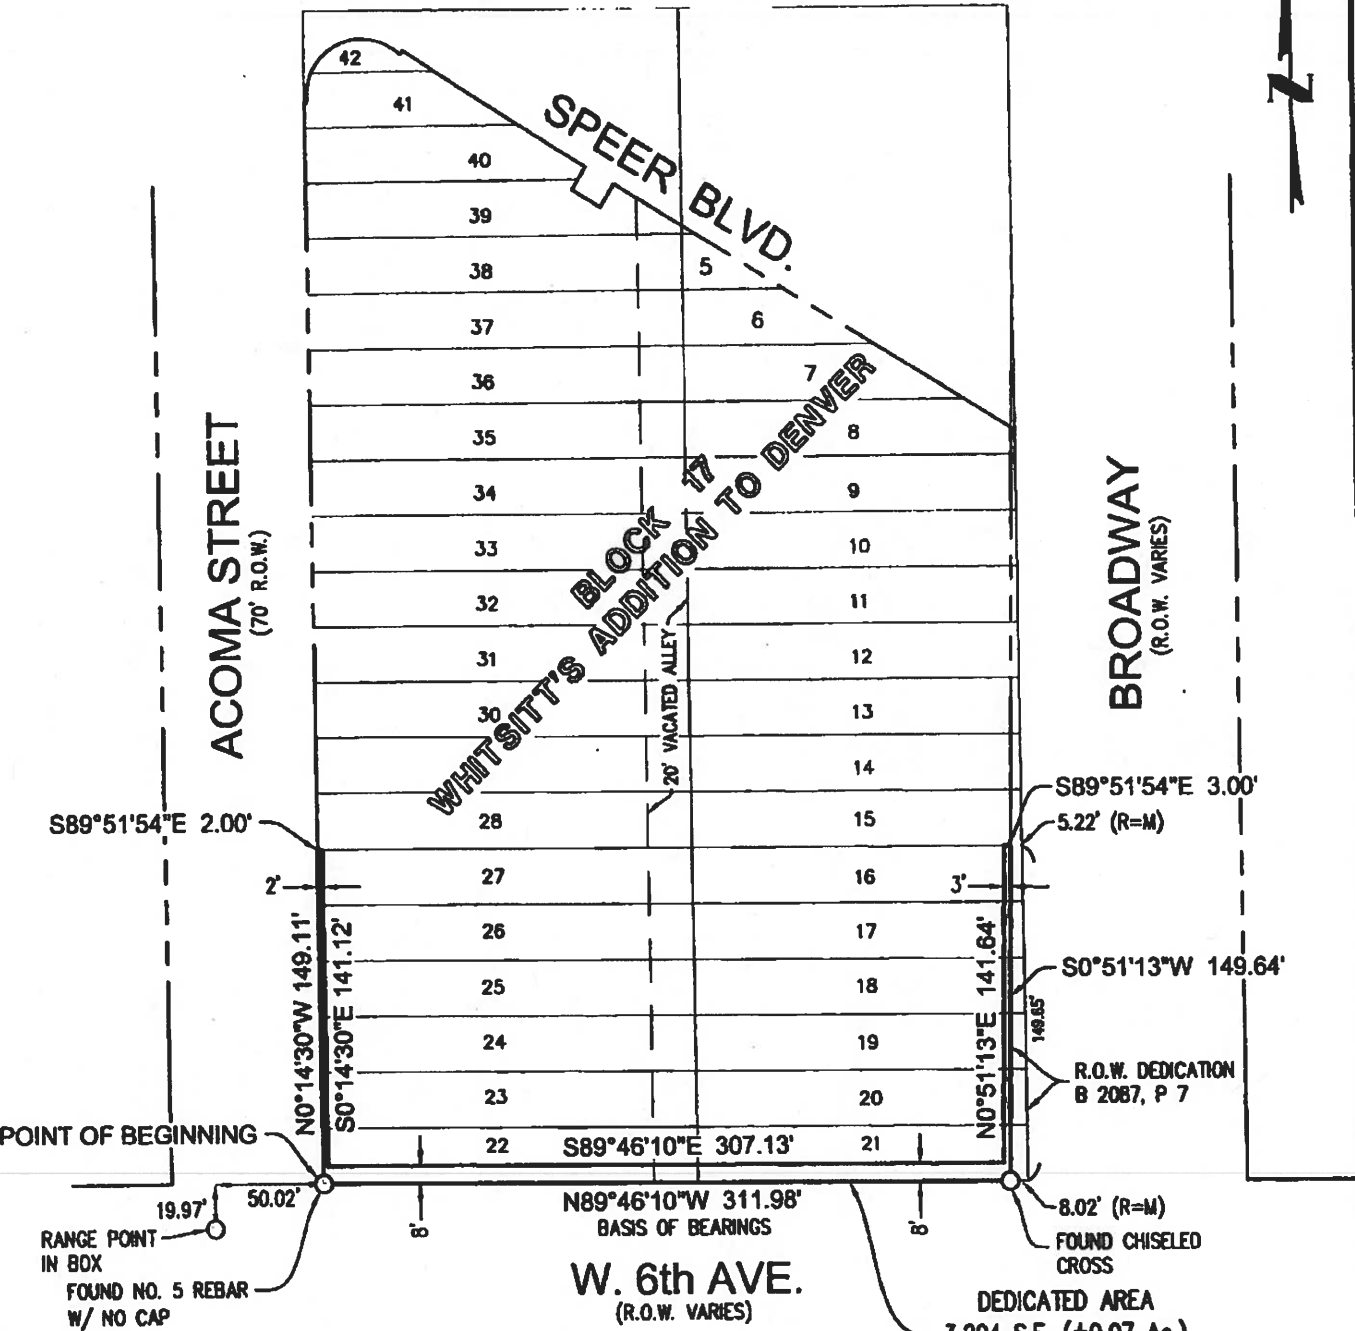 Z
42
41
40
39
38
37
36
35
34
33
32
31
30
28
27
26
25
24
23
22
5
6
7
8
9
10
11
12
13
14
15
16
17
18
19
20
21
SPEER BLVD.
BLOCK 17
WHITSITT'S ADDITION TO DENVER
20' VACATED ALLEY
ACOMA STREET
(70' R.O.W.)
BROADWAY
(R.O.W. VARIES)
S89°51'54"E 2.00'
2'
N0°14'30"W 149.11'
S0°14'30"E 141.12'
S89°51'54"E 3.00'
5.22' (R=M)
3'
N0°51'13"E 141.64'
S0°51'13"W 149.64'
149.65'
R.O.W. DEDICATION
B 2087, P 7
POINT OF BEGINNING
S89°46'10"E 307.13'
N89°46'10"W 311.98'
BASIS OF BEARINGS
8'
8'
19.97'
50.02'
RANGE POINT
IN BOX
FOUND NO. 5 REBAR
W/ NO CAP
8.02' (R=M)
FOUND CHISELED
CROSS
W. 6th AVE.
(R.O.W. VARIES)
DEDICATED AREA
S.F. (±0.07 Ac.)